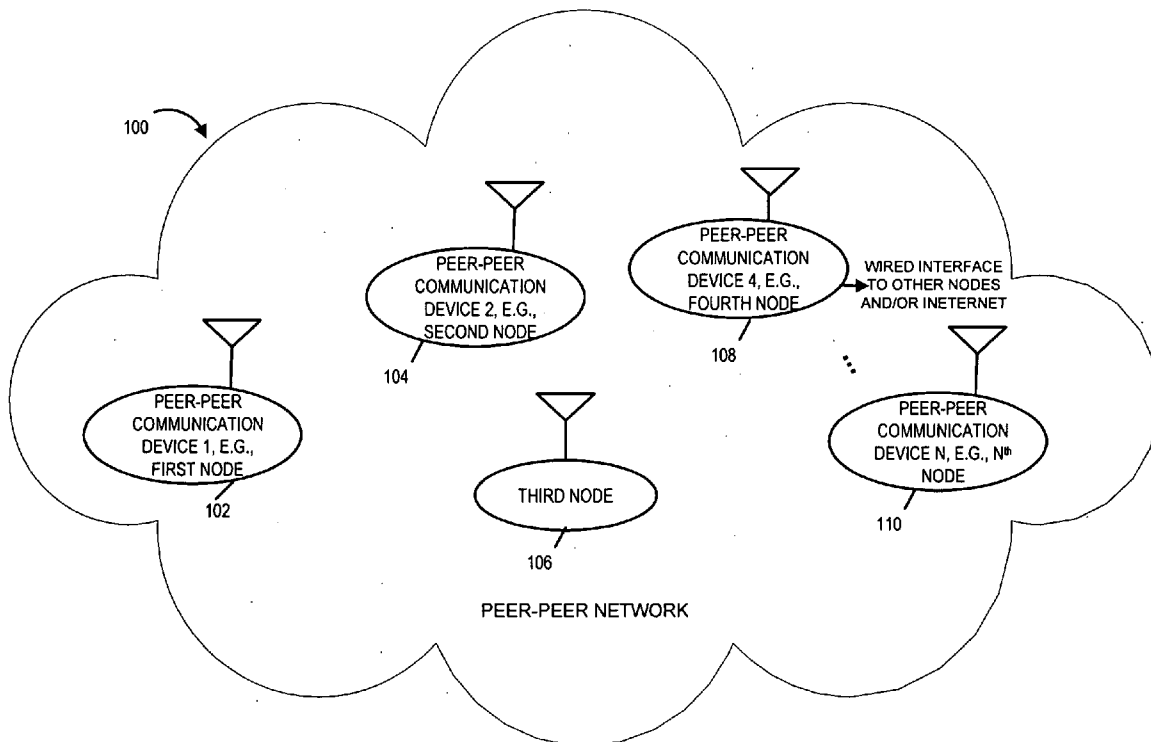 100
PEER-PEER
COMMUNICATION
DEVICE 1, E.G.,
FIRST NODE
102
PEER-PEER
COMMUNICATION
DEVICE 2, E.G.,
SECOND NODE
104
THIRD NODE
106
PEER-PEER
COMMUNICATION
DEVICE 4, E.G.,
FOURTH NODE
108
WIRED INTERFACE
TO OTHER NODES
AND/OR INETERNET
PEER-PEER
COMMUNICATION
DEVICE N, E.G., Nth
NODE
110
PEER-PEER NETWORK